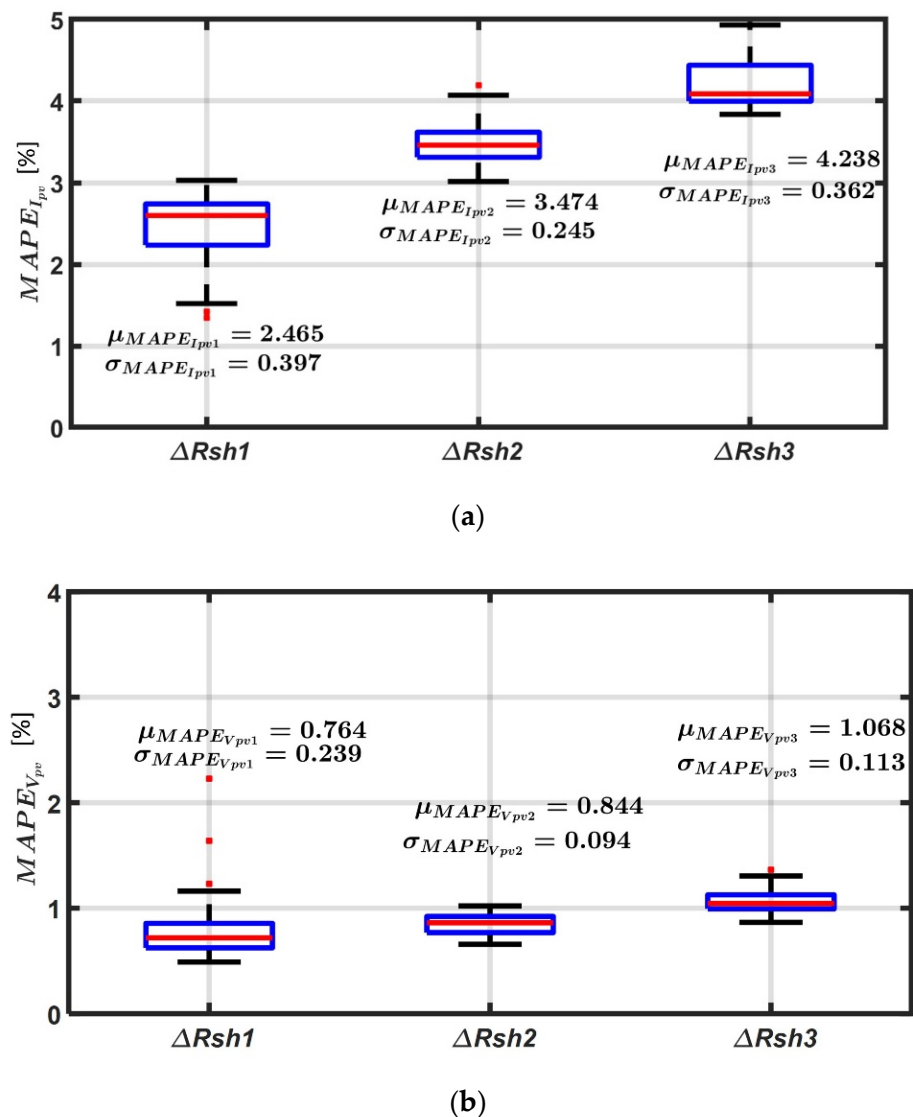 5
4
3
2
1
0
MAPE_{I_{pv}} [%]
μ_{MAPE_{Ipv1}} = 2.465
σ_{MAPE_{Ipv1}} = 0.397
μ_{MAPE_{Ipv2}} = 3.474
σ_{MAPE_{Ipv2}} = 0.245
μ_{MAPE_{Ipv3}} = 4.238
σ_{MAPE_{Ipv3}} = 0.362
ΔRsh1
ΔRsh2
ΔRsh3
(a)
4
3
2
1
0
MAPE_{V_{pv}} [%]
μ_{MAPE_{Vpv1}} = 0.764
σ_{MAPE_{Vpv1}} = 0.239
μ_{MAPE_{Vpv2}} = 0.844
σ_{MAPE_{Vpv2}} = 0.094
μ_{MAPE_{Vpv3}} = 1.068
σ_{MAPE_{Vpv3}} = 0.113
ΔRsh1
ΔRsh2
ΔRsh3
(b)